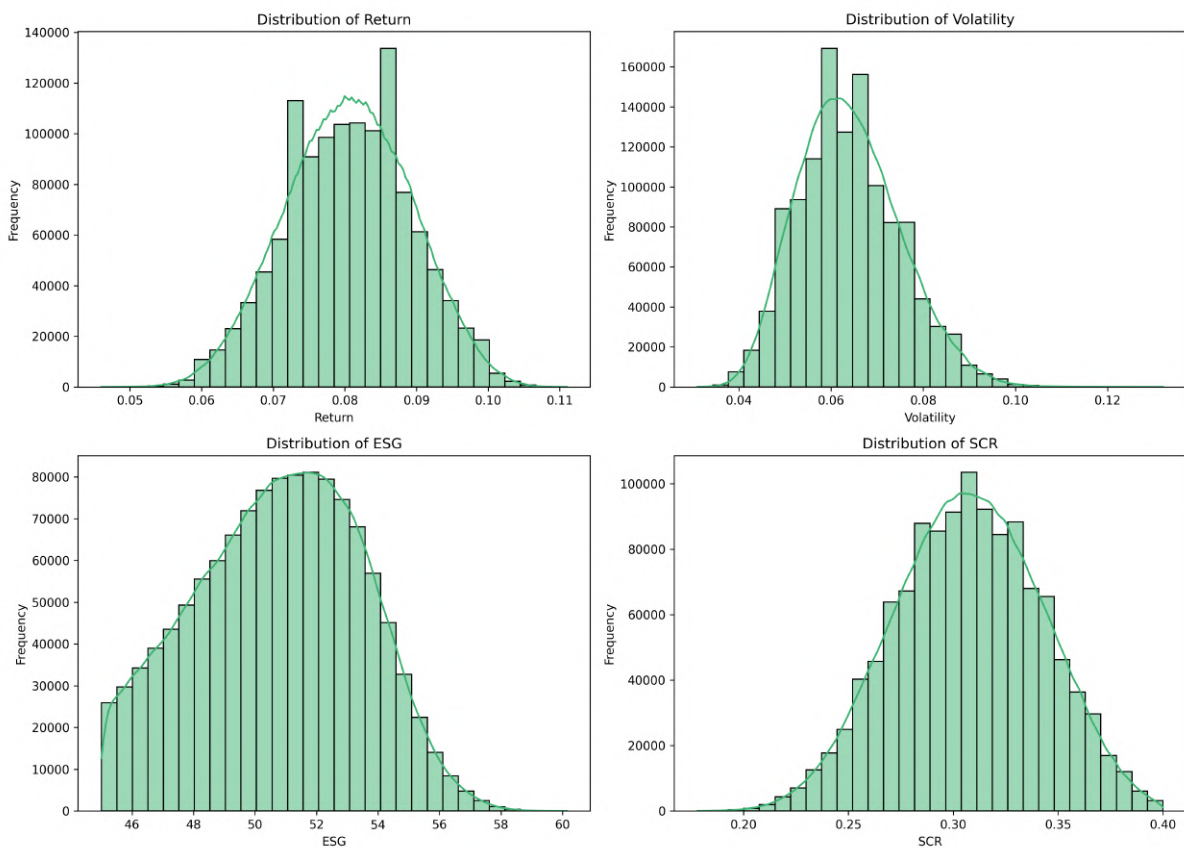 Distribution of Return
140000
120000
100000
80000
60000
40000
20000
0
Frequency
0.05 0.06 0.07 0.08 0.09 0.10 0.11
Return
Distribution of Volatility
160000
140000
120000
100000
80000
60000
40000
20000
0
Frequency
0.04 0.06 0.08 0.10 0.12
Volatility
Distribution of ESG
80000
70000
60000
50000
40000
30000
20000
10000
0
Frequency
46 48 50 52 54 56 58 60
ESG
Distribution of SCR
100000
80000
60000
40000
20000
0
Frequency
0.20 0.25 0.30 0.35 0.40
SCR